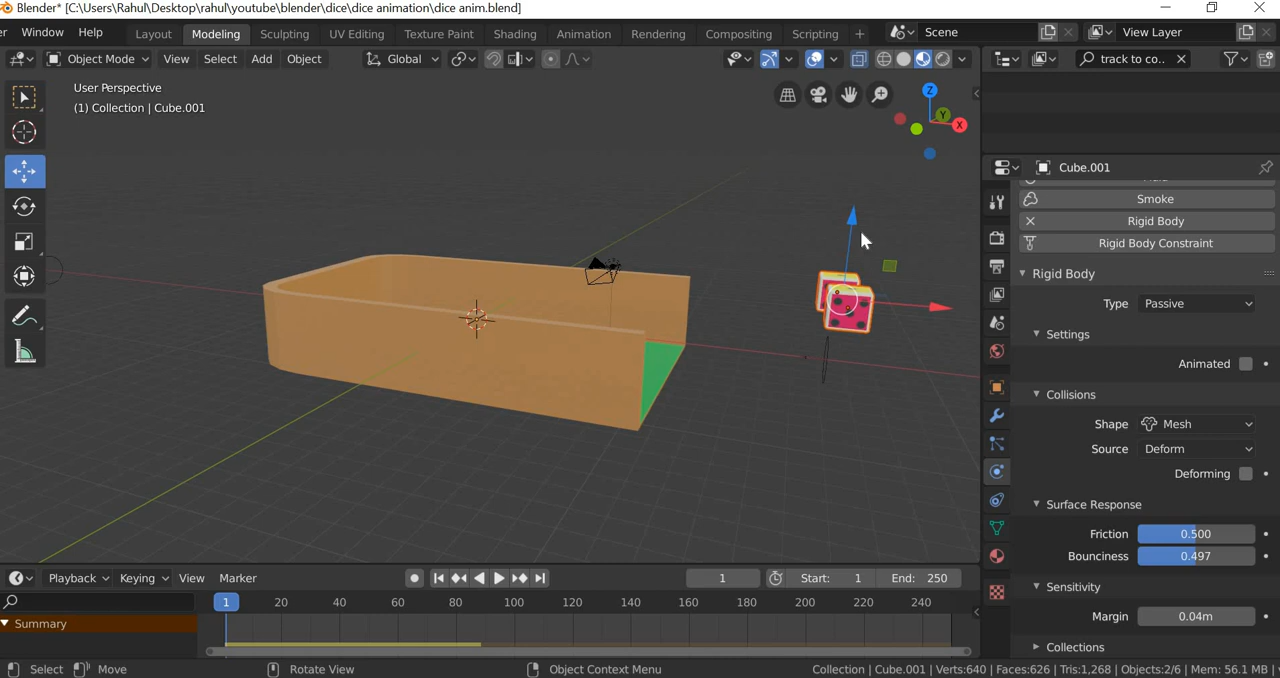 Blender* [C:\Users\Rahul\Desktop\rahul\youtube\blender\dice\dice animation\dice anim.blend]
Window Help Layout Modeling Sculpting UV Editing Texture Paint Shading Animation Rendering Compositing Scripting + Scene View Layer
Object Mode View Select Add Object Global track to co..
User Perspective
(1) Collection | Cube.001
Z
Y
X
Cube.001
Smoke
Rigid Body
Rigid Body Constraint
Rigid Body
Type Passive
Settings
Animated
Collisions
Shape Mesh
Source Deform
Deforming
Surface Response
Friction 0.500
Bounciness 0.497
Sensitivity
Margin 0.04m
Collections
Playback Keying View Marker 1 Start: 1 End: 250
1 20 40 60 80 100 120 140 160 180 200 220 240
Summary
Select Move Rotate View Object Context Menu Collection | Cube.001 | Verts:640 | Faces:626 | Tris:1,268 | Objects:2/6 | Mem: 56.1 MB |